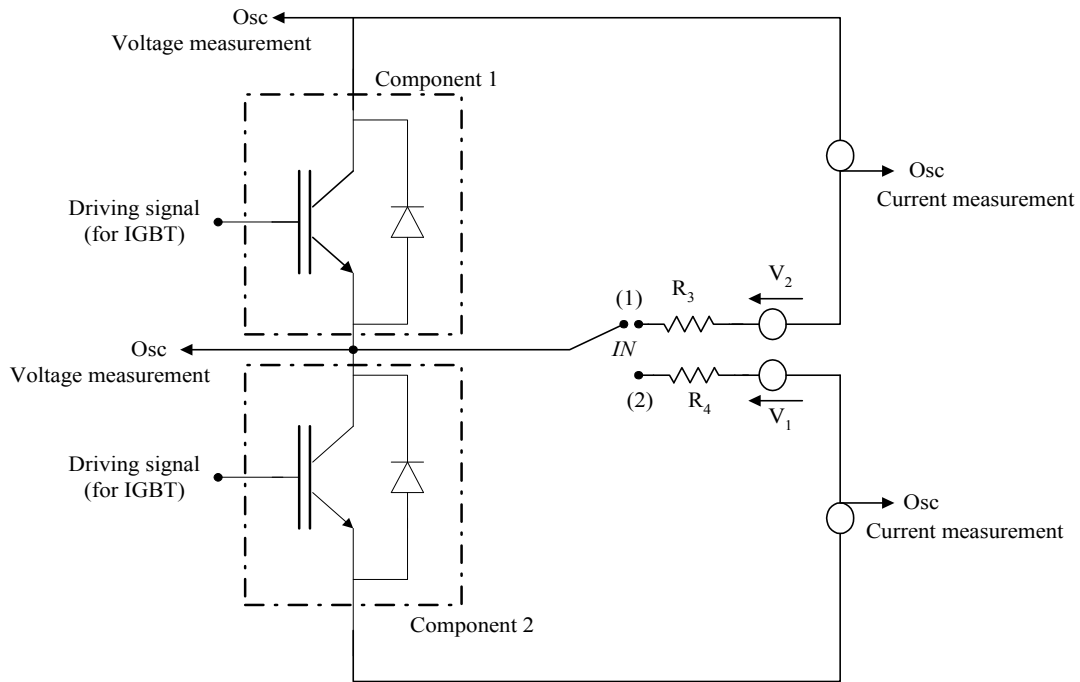 Osc
Voltage measurement
Component 1
Osc
Current measurement
Driving signal
(for IGBT)
V2
R3
(1)
IN
Osc
Voltage measurement
(2)
R4
V1
Driving signal
(for IGBT)
Osc
Current measurement
Component 2